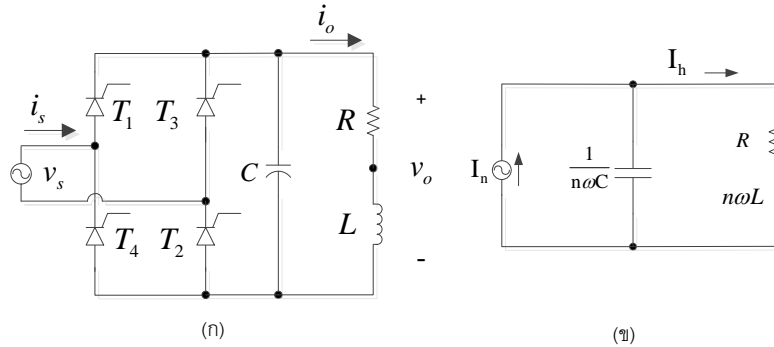 i_o
i_s
T_1
T_3
v_s
T_4
T_2
C
R
L
+
v_o
-
(ก)
I_h
I_n
1
nωC
R
nωL
(ข)